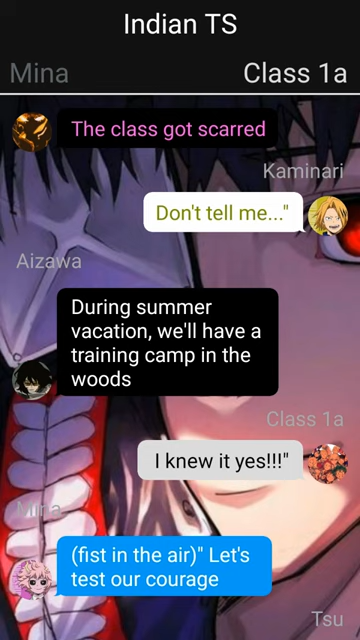 Indian TS
Mina
Class 1a
The class got scarred
Kaminari
Don't tell me..."
Aizawa
During summer
vacation, we'll have a
training camp in the
woods
Class 1a
I knew it yes!!!"
Mina
(fist in the air)" Let's
test our courage
Tsu